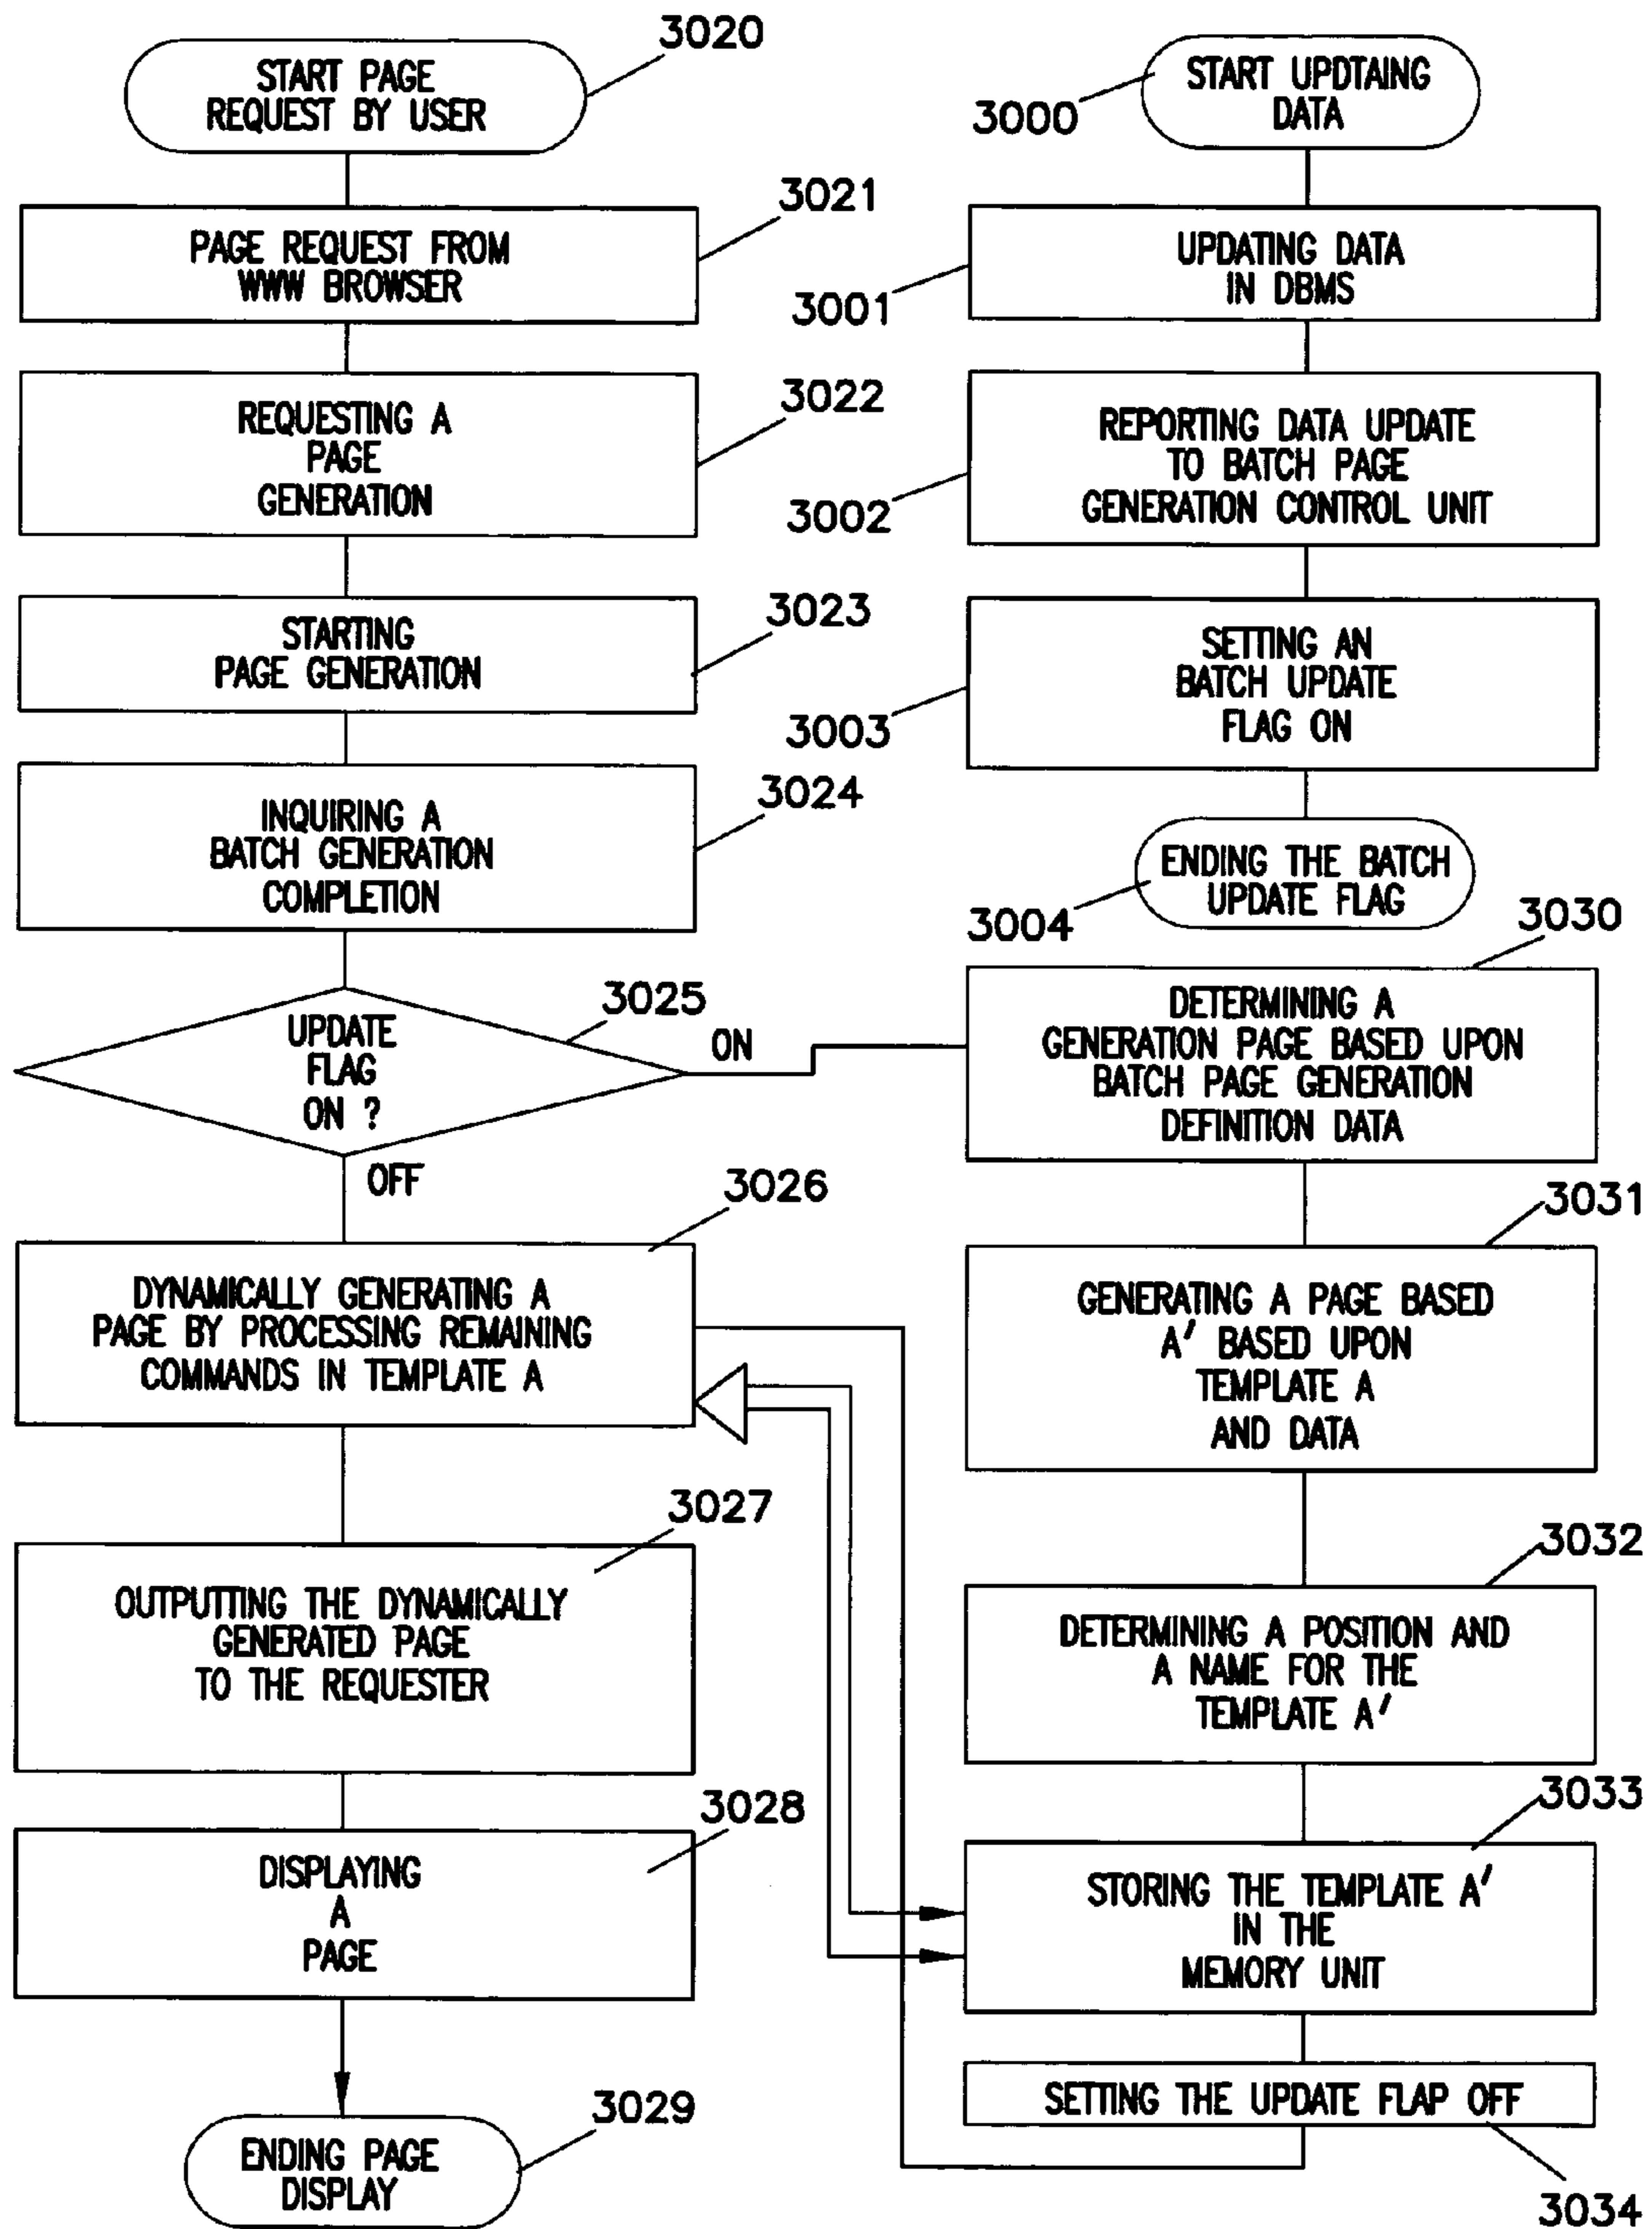 3020
START PAGE
REQUEST BY USER
3021
PAGE REQUEST FROM
WWW BROWSER
3022
REQUESTING A
PAGE
GENERATION
3023
STARTING
PAGE GENERATION
3024
INQUIRING A
BATCH GENERATION
COMPLETION
3025
UPDATE
FLAG
ON ?
ON
OFF
3026
DYNAMICALLY GENERATING A
PAGE BY PROCESSING REMAINING
COMMANDS IN TEMPLATE A
3027
OUTPUTTING THE DYNAMICALLY
GENERATED PAGE
TO THE REQUESTER
3028
DISPLAYING
A
PAGE
3029
ENDING PAGE
DISPLAY
3000
START UPDTAING
DATA
3001
UPDATING DATA
IN DBMS
3002
REPORTING DATA UPDATE
TO BATCH PAGE
GENERATION CONTROL UNIT
3003
SETTING AN
BATCH UPDATE
FLAG ON
3004
ENDING THE BATCH
UPDATE FLAG
3030
DETERMINING A
GENERATION PAGE BASED UPON
BATCH PAGE GENERATION
DEFINITION DATA
3031
GENERATING A PAGE BASED
A' BASED UPON
TEMPLATE A
AND DATA
3032
DETERMINING A POSITION AND
A NAME FOR THE
TEMPLATE A'
3033
STORING THE TEMPLATE A'
IN THE
MEMORY UNIT
SETTING THE UPDATE FLAP OFF
3034